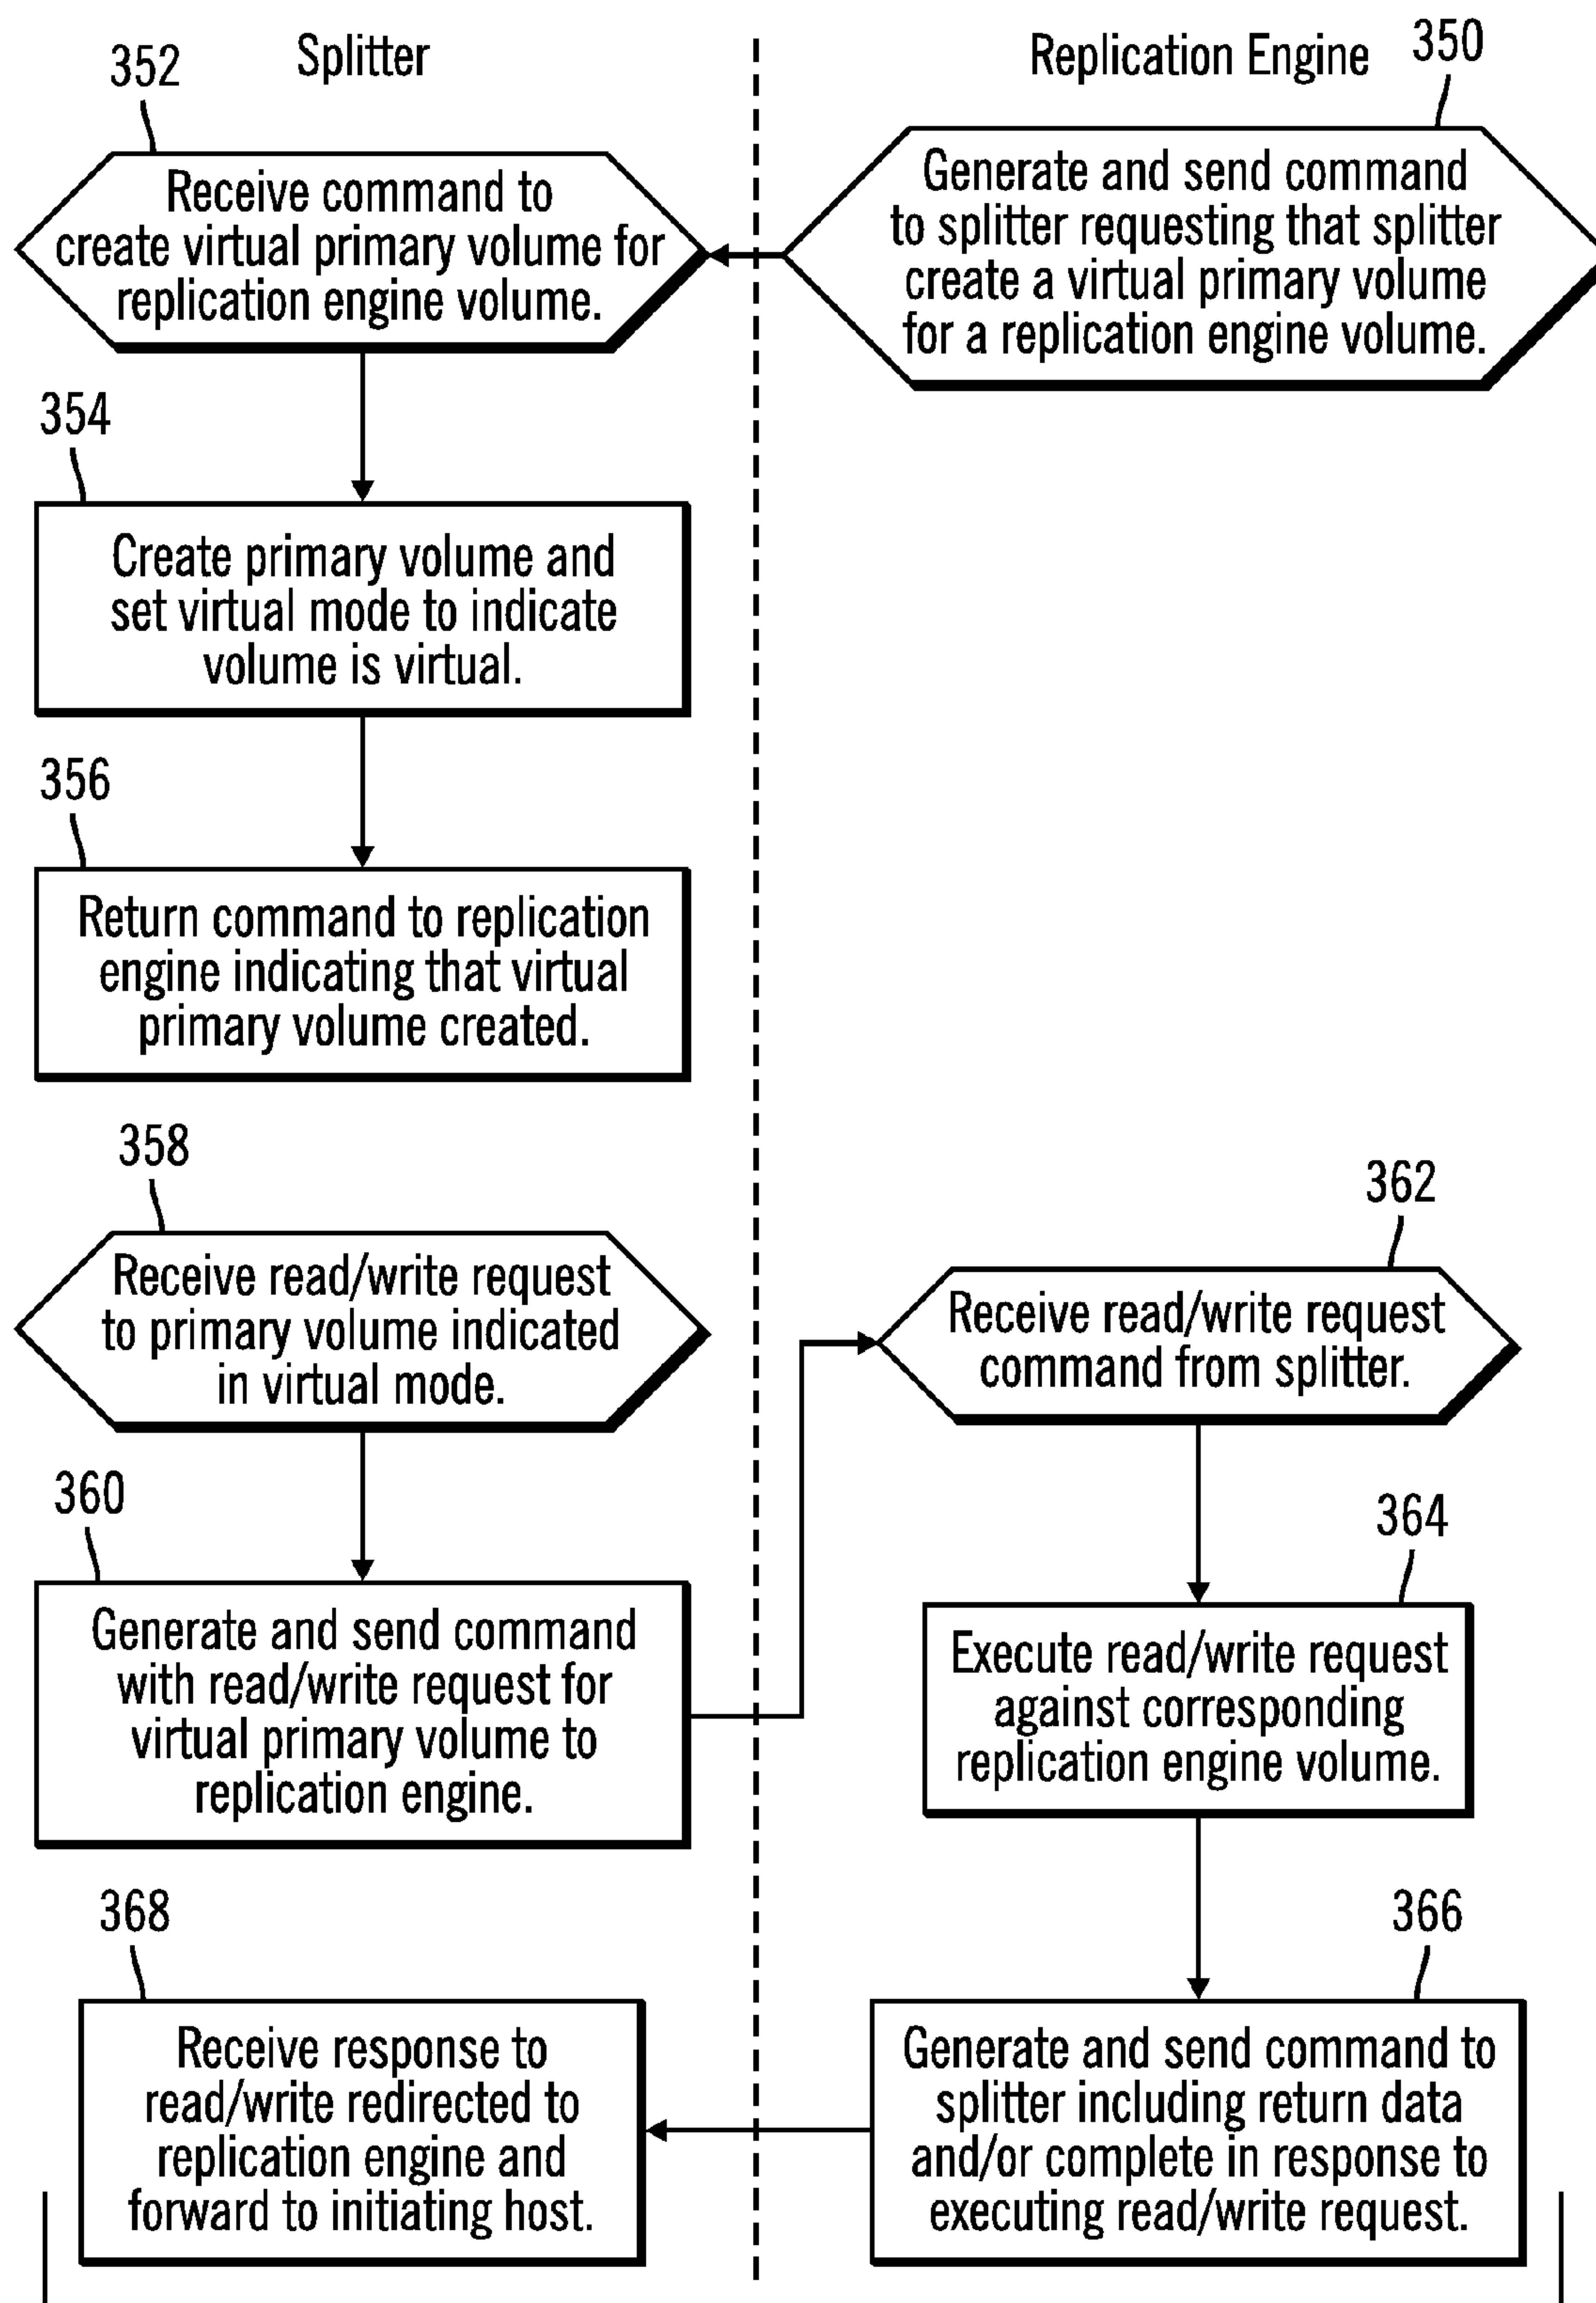 Splitter
Replication Engine
350
352
Generate and send command
to splitter requesting that splitter
create a virtual primary volume
for a replication engine volume.
Receive command to
create virtual primary volume for
replication engine volume.
354
Create primary volume and
set virtual mode to indicate
volume is virtual.
356
Return command to replication
engine indicating that virtual
primary volume created.
358
Receive read/write request
to primary volume indicated
in virtual mode.
360
Generate and send command
with read/write request for
virtual primary volume to
replication engine.
362
Receive read/write request
command from splitter.
364
Execute read/write request
against corresponding
replication engine volume.
366
Generate and send command to
splitter including return data
and/or complete in response to
executing read/write request.
368
Receive response to
read/write redirected to
replication engine and
forward to initiating host.